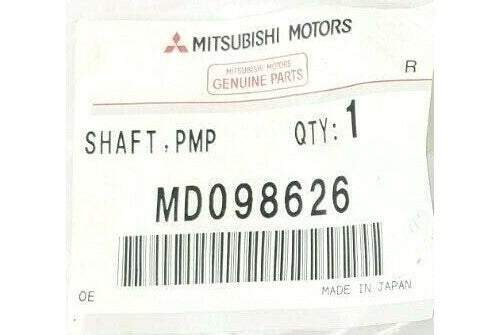 MITSUBISHI MOTORS
MITSUBISHI MOTORS
GENUINE PARTS
R
SHAFT, PMP QTY: 1
MD098626
OE MADE IN JAPAN